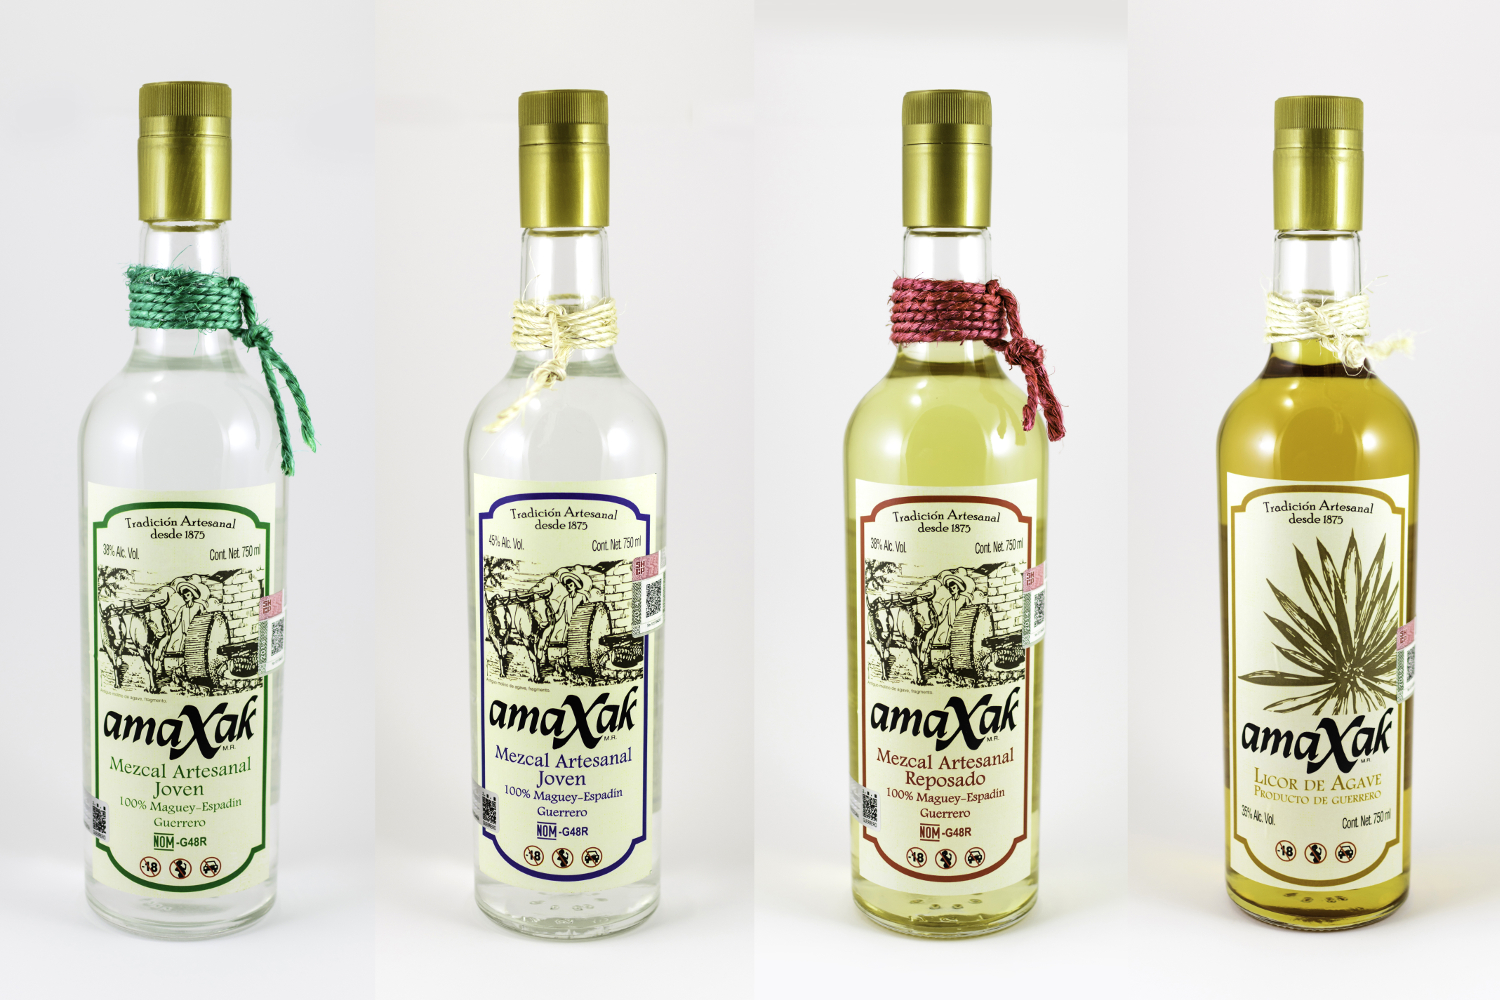 Tradición Artesanal
desde 1875
38% Alc. Vol.
Cont. Net. 750 ml
amaXak
M.R.
Mezcal Artesanal
Joven
100% Maguey-Espadín
Guerrero
NOM-G48R
-18
Tradición Artesanal
desde 1875
45% Alc. Vol.
Cont. Net. 750 ml
amaXak
M.R.
Mezcal Artesanal
Joven
100% Maguey-Espadín
Guerrero
NOM-G48R
-18
Tradición Artesanal
desde 1875
38% Alc. Vol.
Cont. Net. 750 ml
amaXak
M.R.
Mezcal Artesanal
Reposado
100% Maguey-Espadín
Guerrero
NOM-G48R
-18
Tradición Artesanal
desde 1875
amaXak
M.R.
Licor de Agave
Producto de Guerrero
35% Alc. Vol.
Cont. Net. 750 ml
-18